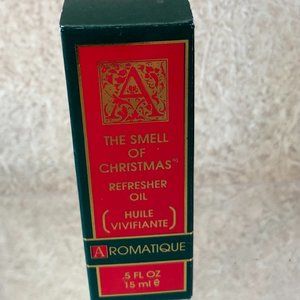 A
THE SMELL
OF
CHRISTMAS™
REFRESHER
OIL
(HUILE
VIVIFIANTE)
AROMATIQUE
.5 FL OZ
15 ml e